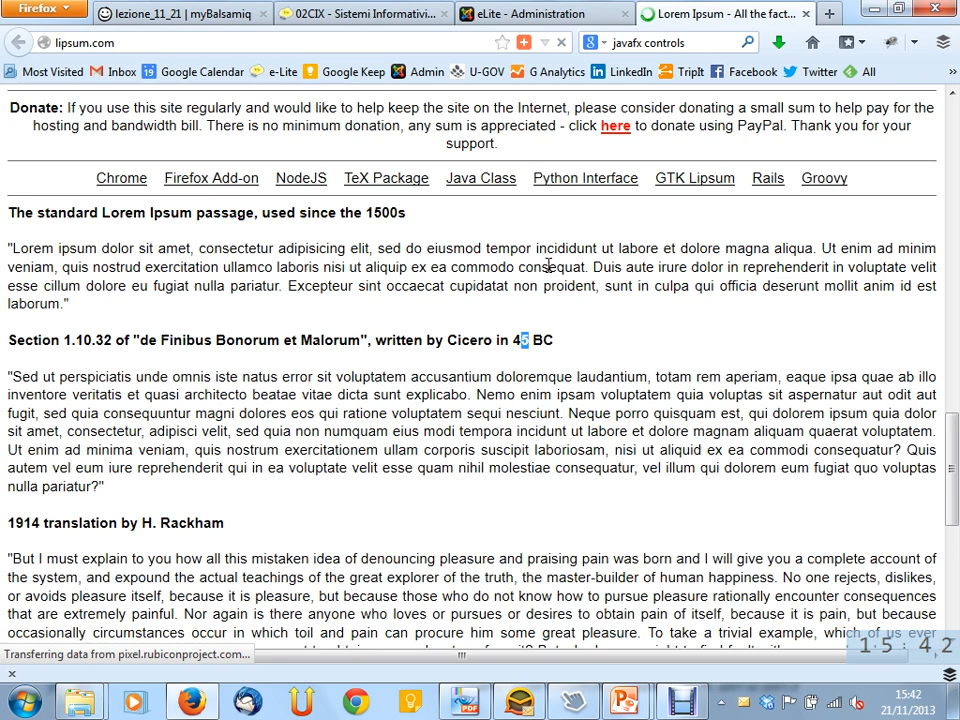 Firefox
lezione_11_21 | myBalsamiq
02CIX - Sistemi Informativi...
eLite - Administration
Lorem Ipsum - All the fact...
lipsum.com
javafx controls
Most Visited Inbox Google Calendar e-Lite Google Keep Admin U-GOV G Analytics LinkedIn TripIt Facebook Twitter All
Donate: If you use this site regularly and would like to help keep the site on the Internet, please consider donating a small sum to help pay for the
hosting and bandwidth bill. There is no minimum donation, any sum is appreciated - click here to donate using PayPal. Thank you for your
support.
Chrome Firefox Add-on NodeJS TeX Package Java Class Python Interface GTK Lipsum Rails Groovy
The standard Lorem Ipsum passage, used since the 1500s
"Lorem ipsum dolor sit amet, consectetur adipisicing elit, sed do eiusmod tempor incididunt ut labore et dolore magna aliqua. Ut enim ad minim
veniam, quis nostrud exercitation ullamco laboris nisi ut aliquip ex ea commodo consequat. Duis aute irure dolor in reprehenderit in voluptate velit
esse cillum dolore eu fugiat nulla pariatur. Excepteur sint occaecat cupidatat non proident, sunt in culpa qui officia deserunt mollit anim id est
laborum."
Section 1.10.32 of "de Finibus Bonorum et Malorum", written by Cicero in 45 BC
"Sed ut perspiciatis unde omnis iste natus error sit voluptatem accusantium doloremque laudantium, totam rem aperiam, eaque ipsa quae ab illo
inventore veritatis et quasi architecto beatae vitae dicta sunt explicabo. Nemo enim ipsam voluptatem quia voluptas sit aspernatur aut odit aut
fugit, sed quia consequuntur magni dolores eos qui ratione voluptatem sequi nesciunt. Neque porro quisquam est, qui dolorem ipsum quia dolor
sit amet, consectetur, adipisci velit, sed quia non numquam eius modi tempora incidunt ut labore et dolore magnam aliquam quaerat voluptatem.
Ut enim ad minima veniam, quis nostrum exercitationem ullam corporis suscipit laboriosam, nisi ut aliquid ex ea commodi consequatur? Quis
autem vel eum iure reprehenderit qui in ea voluptate velit esse quam nihil molestiae consequatur, vel illum qui dolorem eum fugiat quo voluptas
nulla pariatur?"
1914 translation by H. Rackham
"But I must explain to you how all this mistaken idea of denouncing pleasure and praising pain was born and I will give you a complete account of
the system, and expound the actual teachings of the great explorer of the truth, the master-builder of human happiness. No one rejects, dislikes,
or avoids pleasure itself, because it is pleasure, but because those who do not know how to pursue pleasure rationally encounter consequences
that are extremely painful. Nor again is there anyone who loves or pursues or desires to obtain pain of itself, because it is pain, but because
occasionally circumstances occur in which toil and pain can procure him some great pleasure. To take a trivial example, which of us ever
Transferring data from pixel.rubiconproject.com...
15 4,2
15:42
21/11/2013